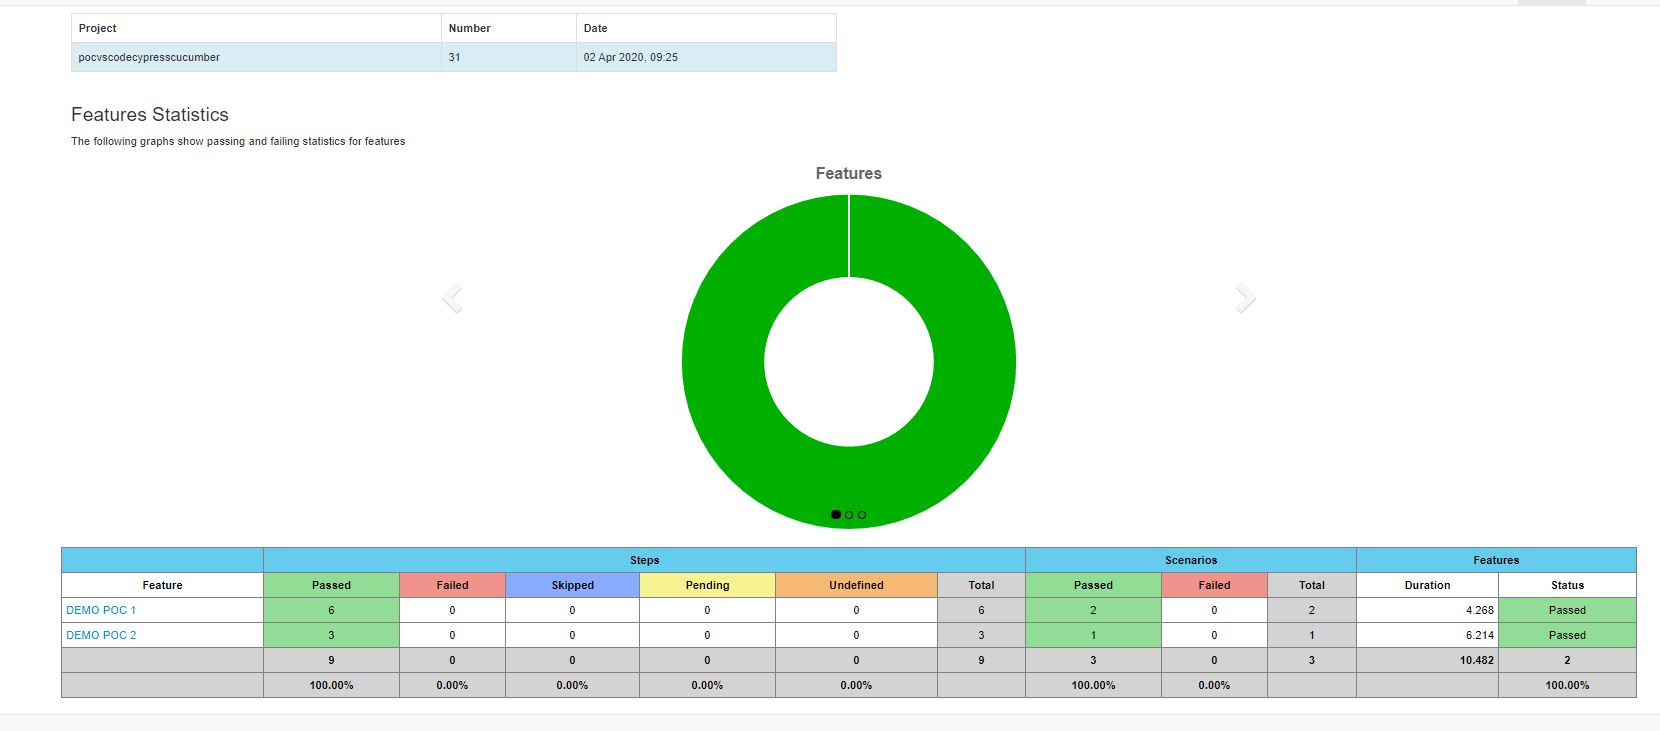 Project Number Date
pocvscodecypresscucumber 31 02 Apr 2020, 09:25
Features Statistics
The following graphs show passing and failing statistics for features
Features
Steps Scenarios Features
Feature Passed Failed Skipped Pending Undefined Total Passed Failed Total Duration Status
DEMO POC 1 6 0 0 0 0 6 2 0 2 4.268 Passed
DEMO POC 2 3 0 0 0 0 3 1 0 1 6.214 Passed
9 0 0 0 0 9 3 0 3 10.482 2
100.00% 0.00% 0.00% 0.00% 0.00% 100.00% 0.00% 100.00%